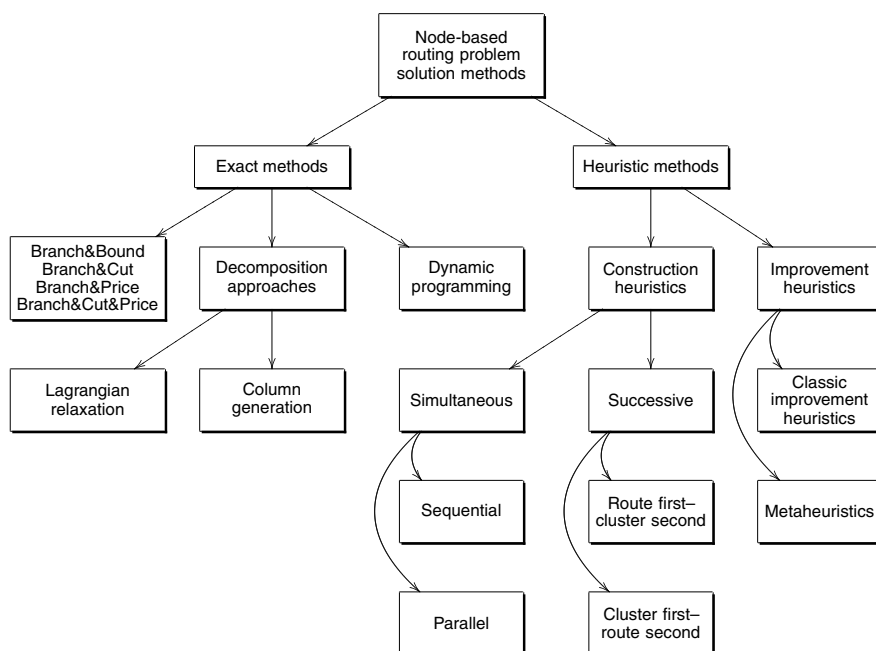 Node-based
routing problem
solution methods
Exact methods
Heuristic methods
Branch&Bound
Branch&Cut
Branch&Price
Branch&Cut&Price
Decomposition
approaches
Dynamic
programming
Construction
heuristics
Improvement
heuristics
Lagrangian
relaxation
Column
generation
Simultaneous
Successive
Classic
improvement
heuristics
Sequential
Route first–
cluster second
Metaheuristics
Parallel
Cluster first–
route second